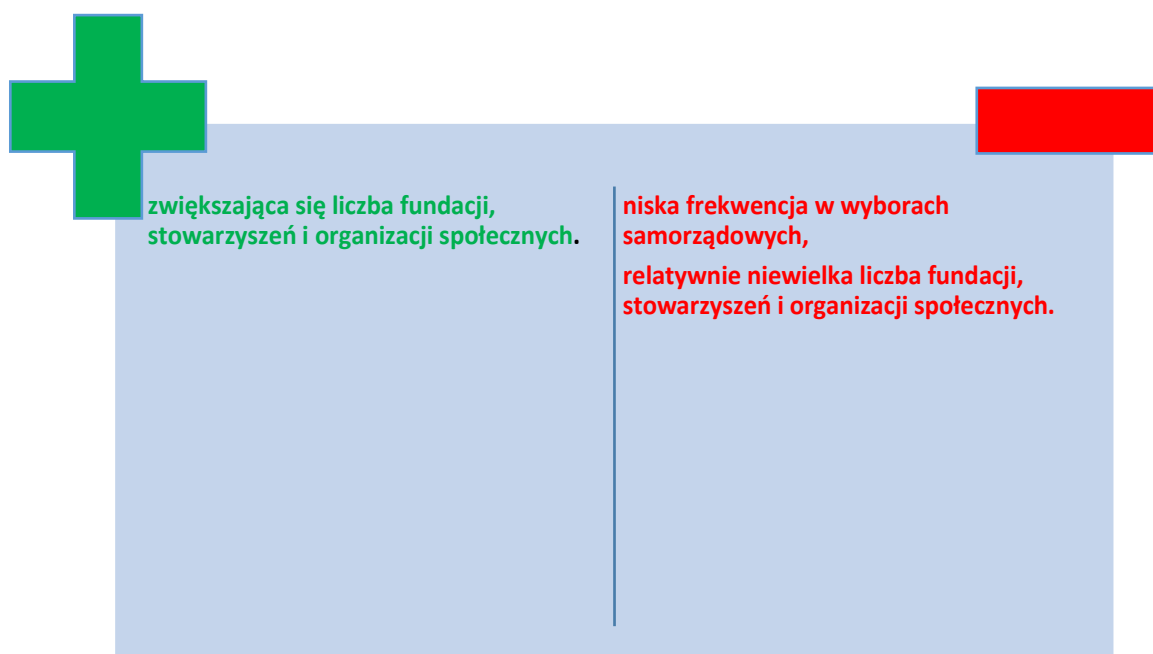 zwiększająca się liczba fundacji,
stowarzyszeń i organizacji społecznych.
niska frekwencja w wyborach
samorządowych,
relatywnie niewielka liczba fundacji,
stowarzyszeń i organizacji społecznych.